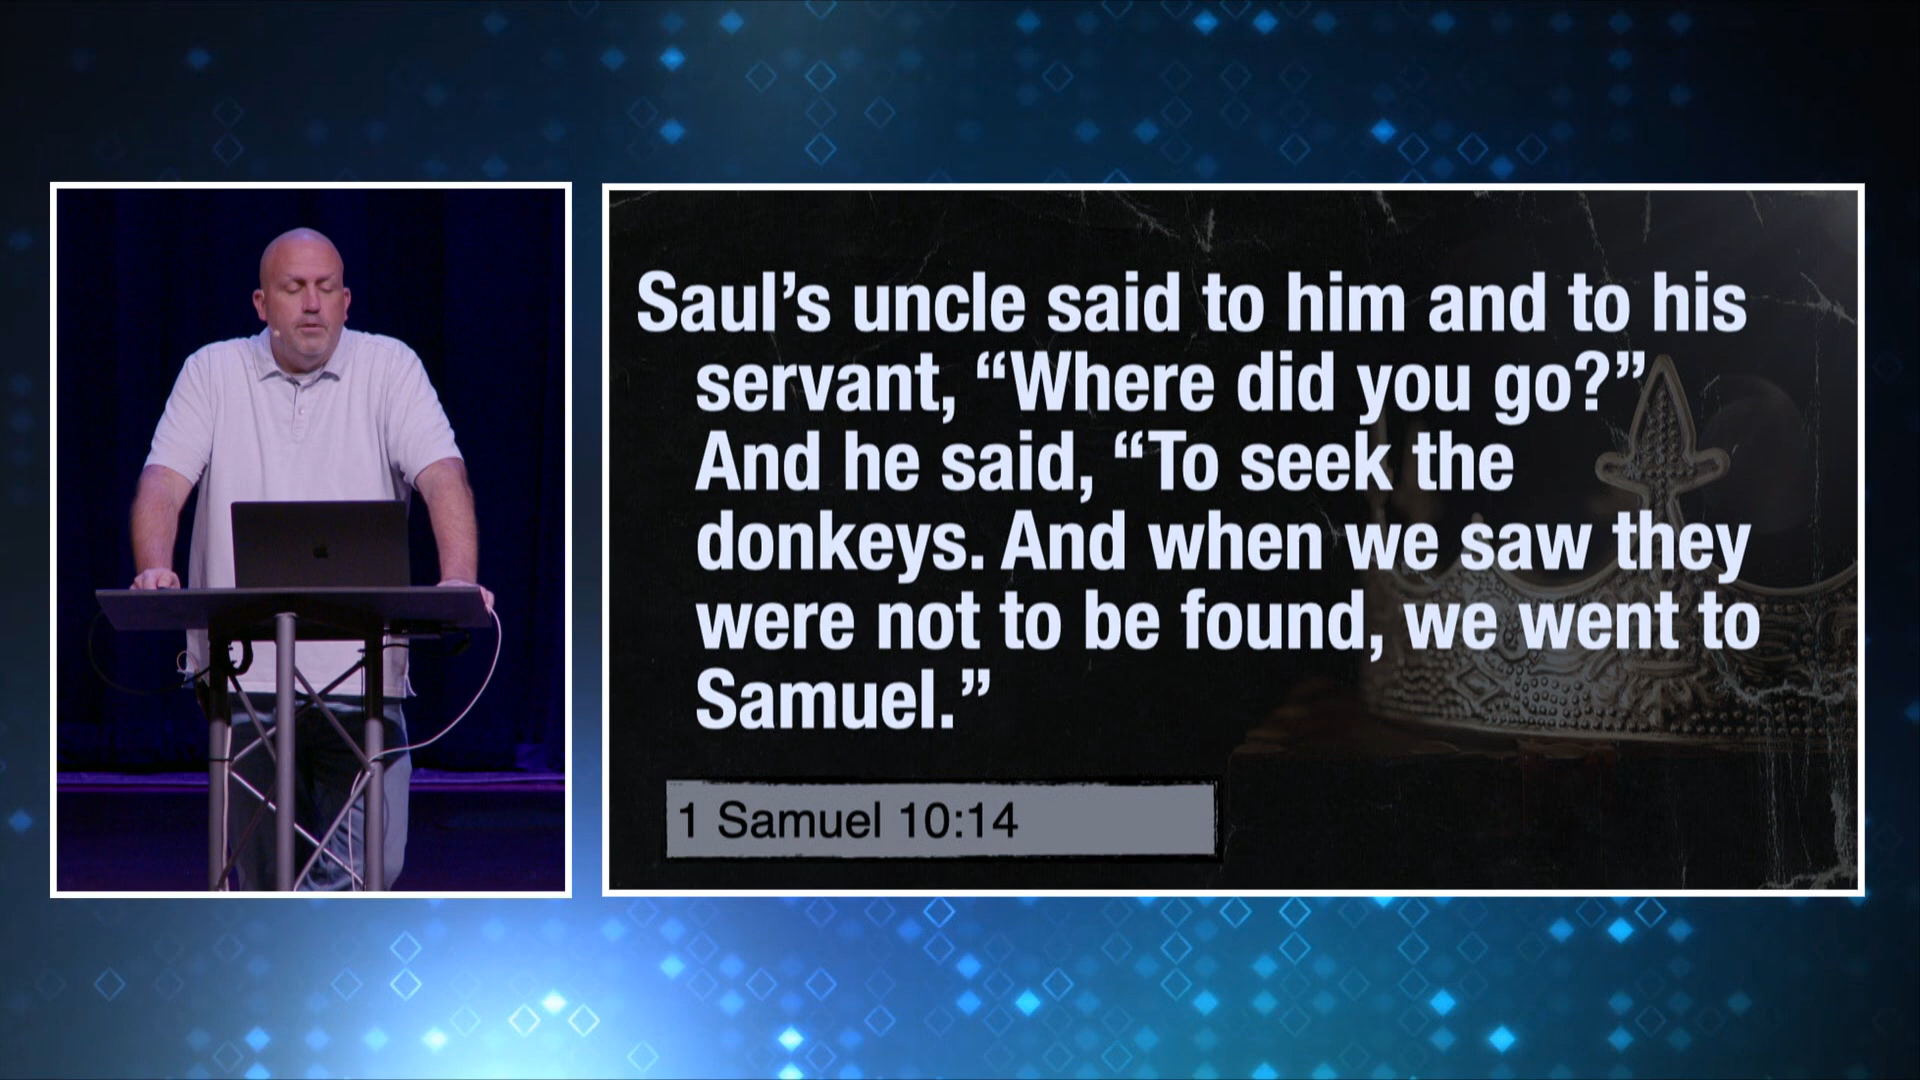 Saul’s uncle said to him and to his
servant, “Where did you go?”
And he said, “To seek the
donkeys. And when we saw they
were not to be found, we went to
Samuel.”
1 Samuel 10:14